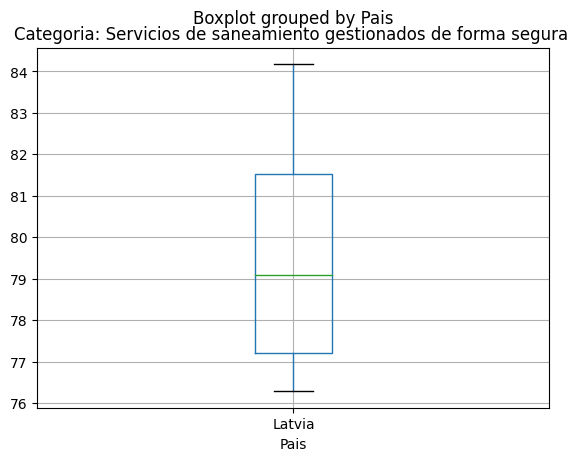 Boxplot grouped by Pais
Categoria: Servicios de saneamiento gestionados de forma segura
84
83
82
81
80
79
78
77
76
Latvia
Pais